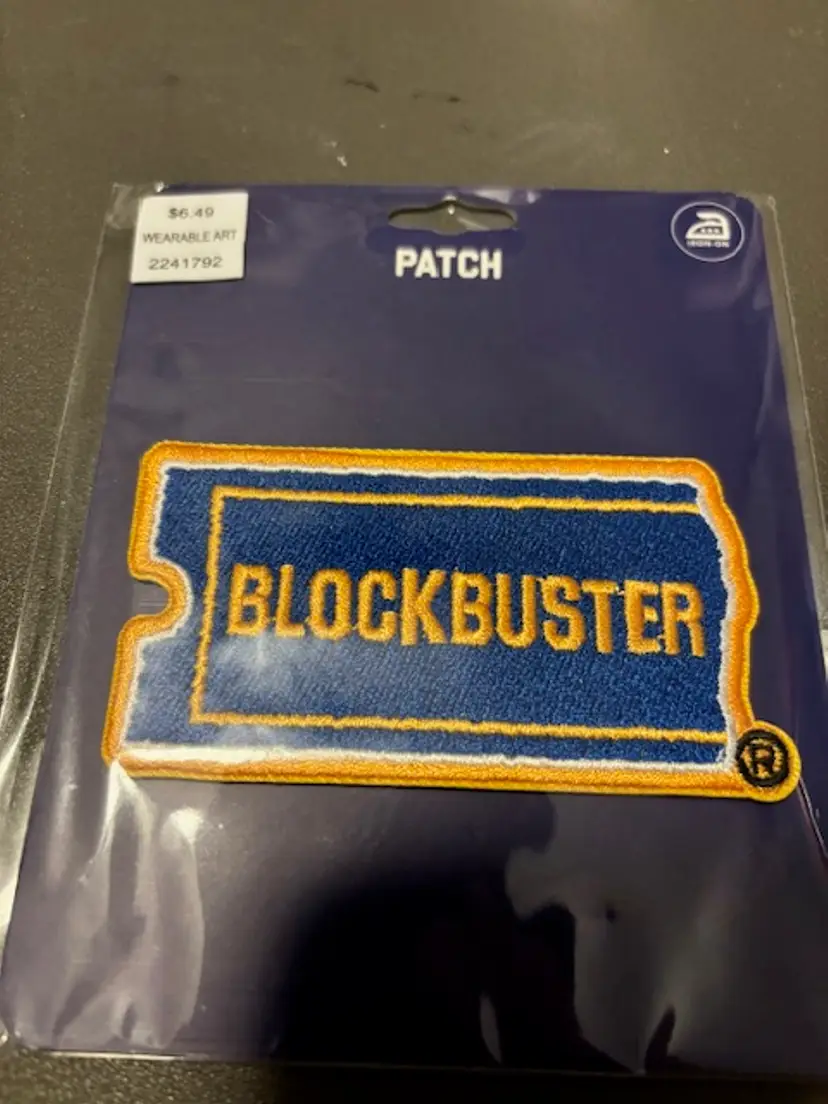 $6.49
WEARABLE ART
2241792
PATCH
IRON-ON
BLOCKBUSTER
®